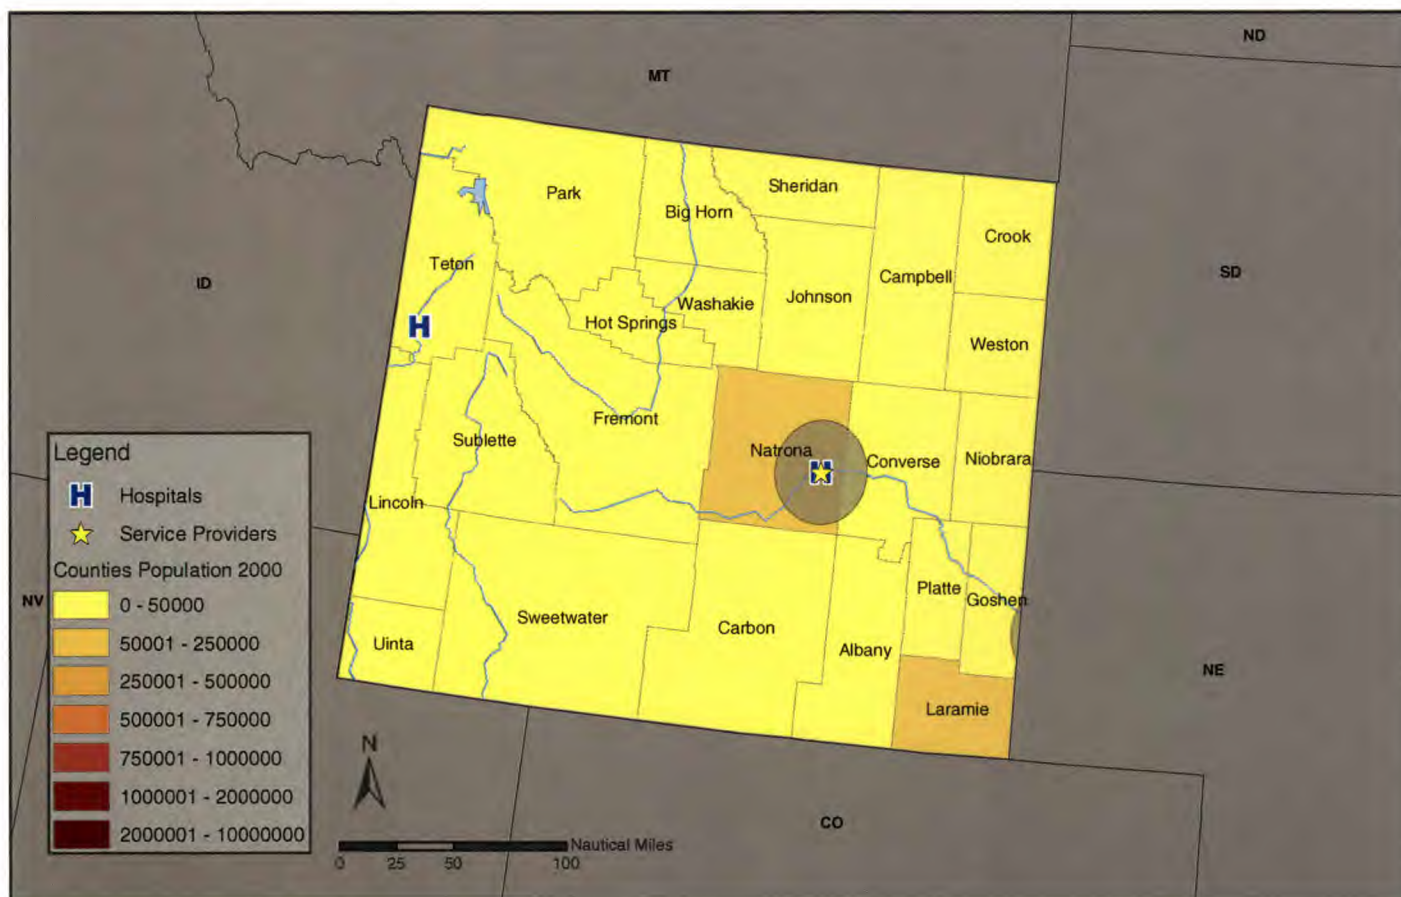 ND
MT
Sheridan
Park
Big Horn
Crook
Teton
SD
ID
Campbell
Johnson
Washakie
Hot Springs
Weston
Fremont
Sublette
Natrona
Converse
Niobrara
Lincoln
Platte
Goshen
Sweetwater
Carbon
Uinta
Albany
NE
Laramie
NV
CO
H
H
Legend
H Hospitals
Service Providers
Counties Population 2000
0 - 50000
50001 - 250000
250001 - 500000
500001 - 750000
750001 - 1000000
1000001 - 2000000
2000001 - 10000000
N
Nautical Miles
0 25 50 100